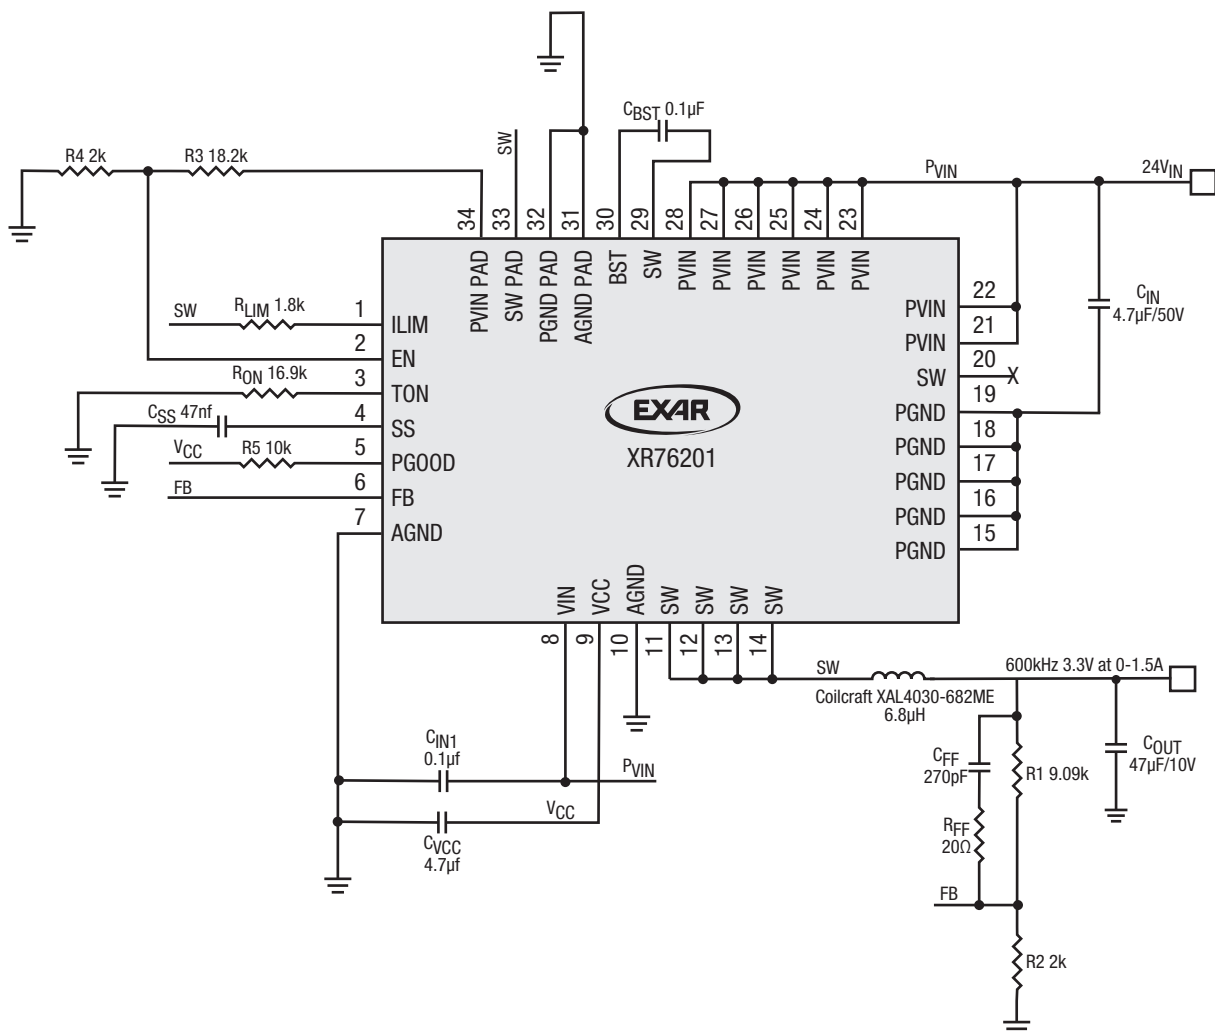 CBST 0.1µF
R4 2k
R3 18.2k
SW
PVIN
24VIN
34
33
32
31
30
29
28
27
26
25
24
23
PVIN PAD
SW PAD
PGND PAD
AGND PAD
BST
SW
PVIN
PVIN
PVIN
PVIN
PVIN
PVIN
SW
RLIM 1.8k
1
ILIM
2
EN
RON 16.9k
3
TON
CSS 47nf
4
SS
VCC
R5 10k
5
PGOOD
FB
6
FB
7
AGND
EXAR
XR76201
22
PVIN
21
PVIN
20
SW
X
19
PGND
18
PGND
17
PGND
16
PGND
15
PGND
CIN
4.7µF/50V
VIN
VCC
AGND
SW
SW
SW
SW
8
9
10
11
12
13
14
SW
600kHz 3.3V at 0-1.5A
Coilcraft XAL4030-682ME
6.8µH
CIN1
0.1µf
PVIN
VCC
CVCC
4.7µf
CFF
270pF
R1 9.09k
COUT
47µF/10V
RFF
20Ω
FB
R2 2k